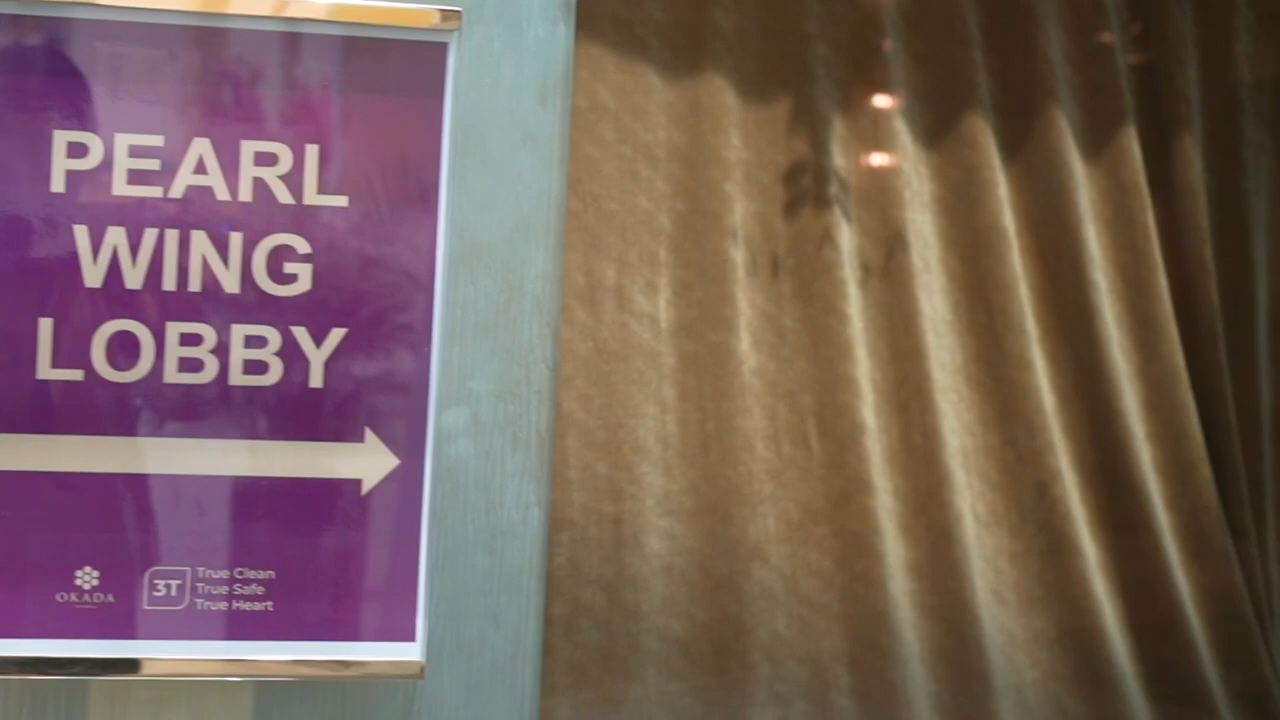 PEARL
WING
LOBBY
OKADA
3T
True Clean
True Safe
True Heart